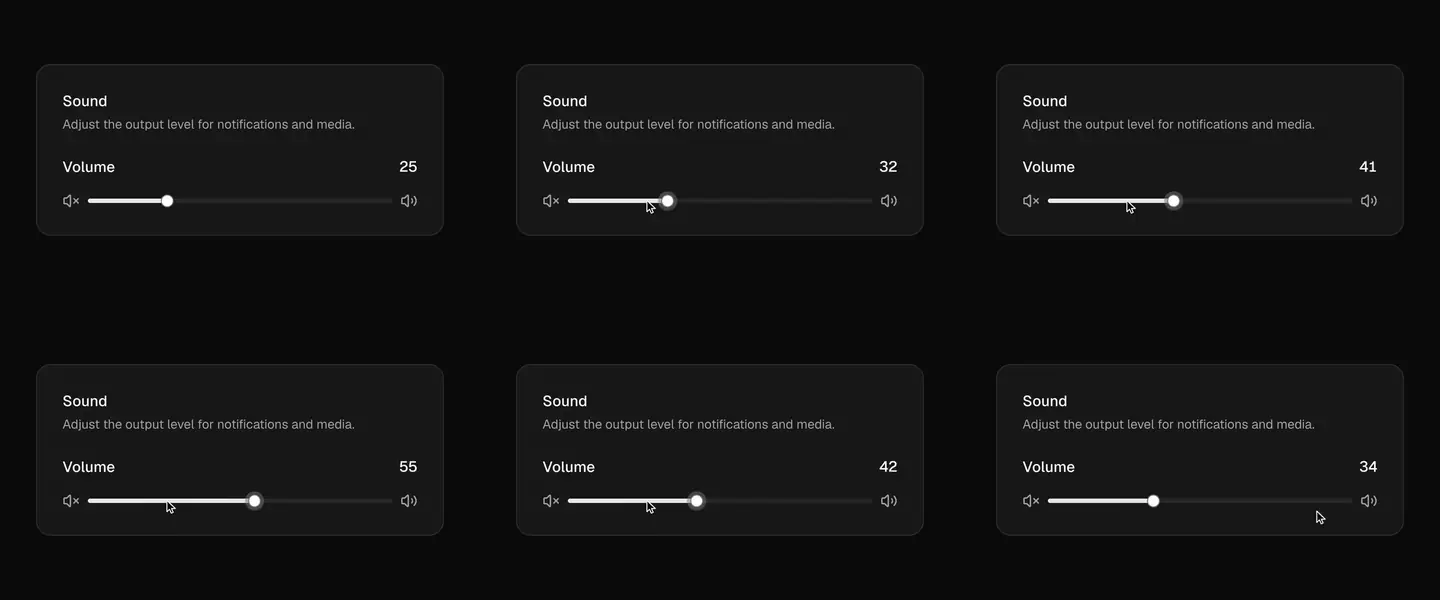 Sound
Adjust the output level for notifications and media.
Volume 25
Sound
Adjust the output level for notifications and media.
Volume 32
Sound
Adjust the output level for notifications and media.
Volume 41
Sound
Adjust the output level for notifications and media.
Volume 55
Sound
Adjust the output level for notifications and media.
Volume 42
Sound
Adjust the output level for notifications and media.
Volume 34